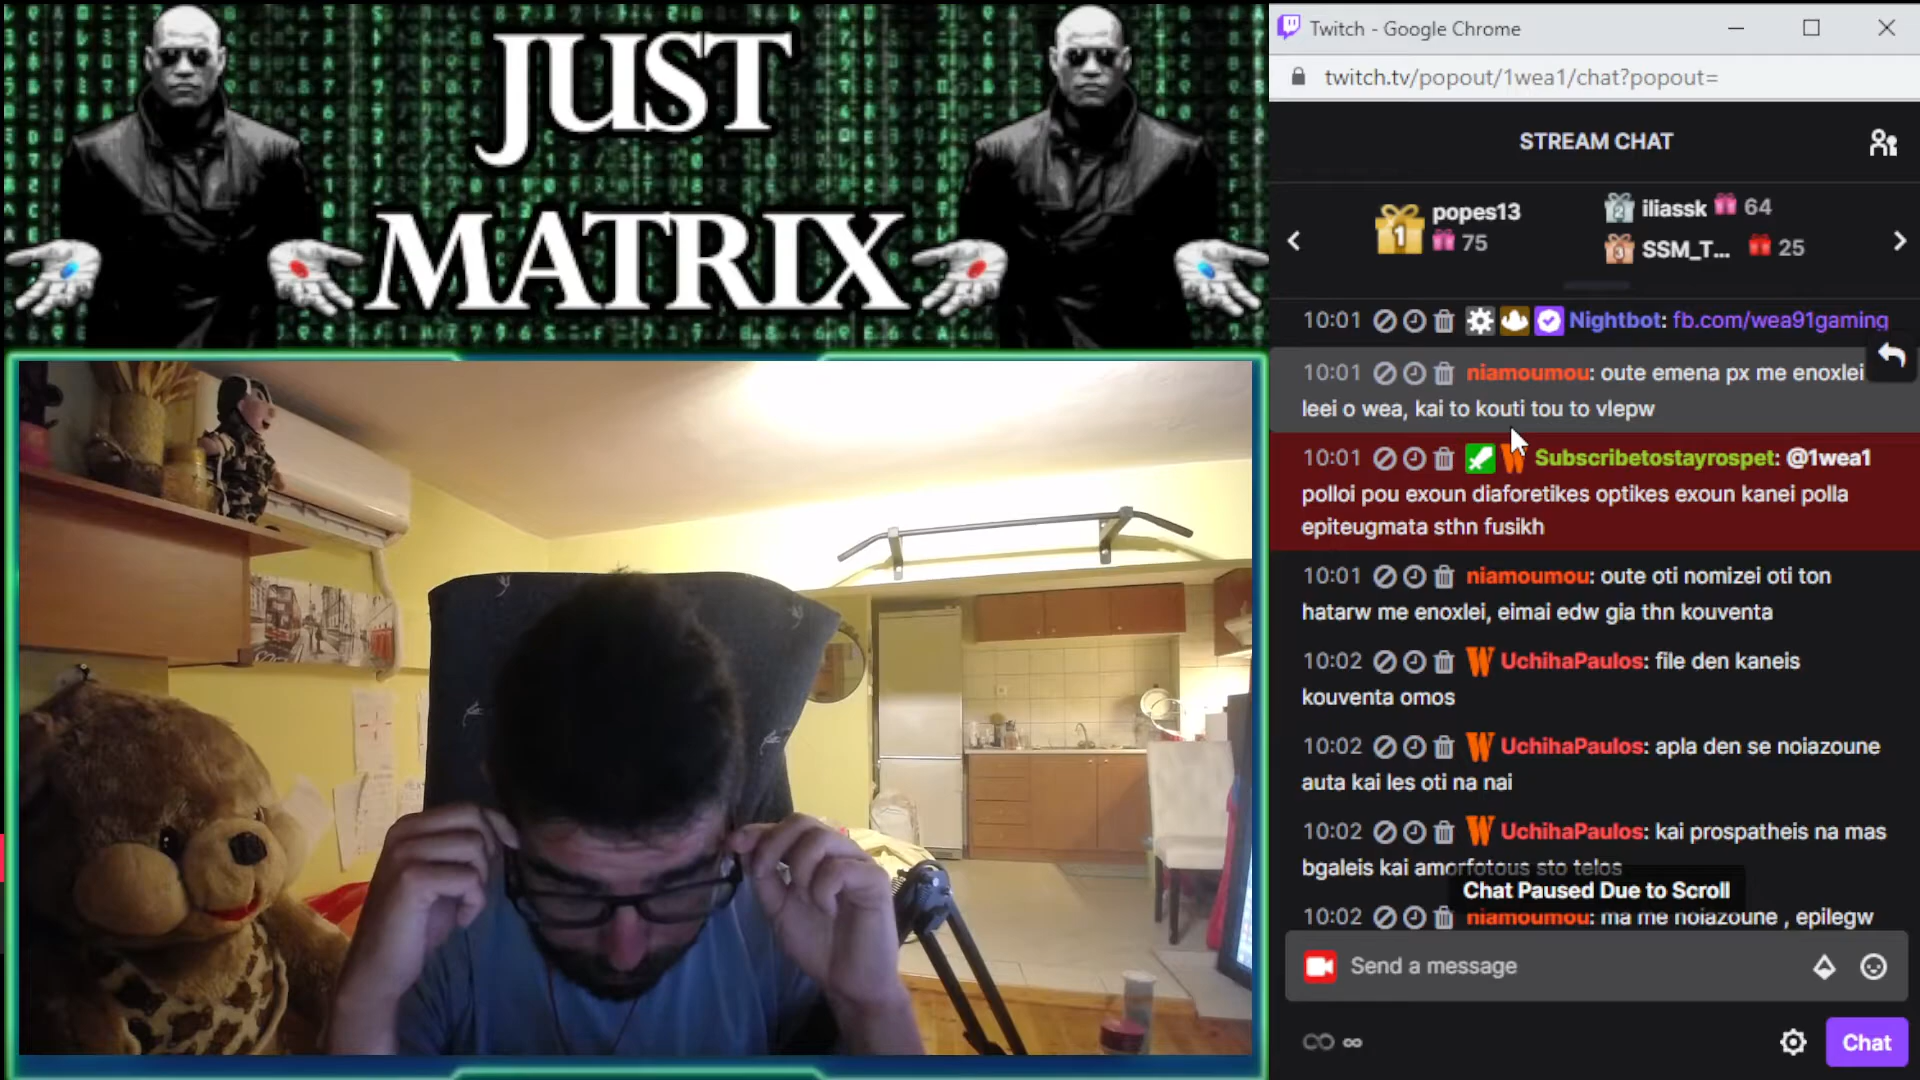 JUST
MATRIX
Twitch - Google Chrome
twitch.tv/popout/1wea1/chat?popout=
STREAM CHAT
1 popes13
75
2 iliassk 64
3 SSM_T... 25
10:01 Nightbot: fb.com/wea91gaming
10:01 niamoumou: oute emena px me enoxlei
leei o wea, kai to kouti tou to vlepw
10:01 Subscribetostayrospet: @1wea1
polloi pou exoun diaforetikes optikes exoun kanei polla
epiteugmata sthn fusikh
10:01 niamoumou: oute oti nomizei oti ton
hatarw me enoxlei, eimai edw gia thn kouventa
10:02 UchihaPaulos: file den kaneis
kouventa omos
10:02 UchihaPaulos: apla den se noiazoune
auta kai les oti na nai
10:02 UchihaPaulos: kai prospatheis na mas
bgaleis kai amorfotous sto telos
Chat Paused Due to Scroll
10:02 niamoumou: ma me noiazoune , epilegw
Send a message
Chat